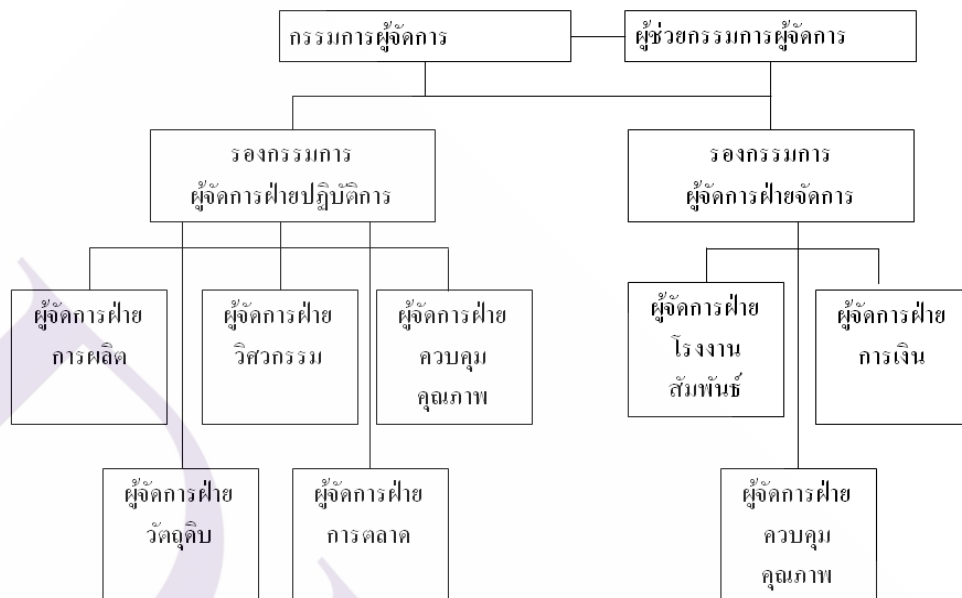 กรรมการผู้จัดการ
ผู้ช่วยกรรมการผู้จัดการ
รองกรรมการ
ผู้จัดการฝ่ายปฏิบัติการ
รองกรรมการ
ผู้จัดการฝ่ายจัดการ
ผู้จัดการฝ่าย
การผลิต
ผู้จัดการฝ่าย
วิศวกรรม
ผู้จัดการฝ่าย
ควบคุม
คุณภาพ
ผู้จัดการฝ่าย
โรงงาน
สัมพันธ์
ผู้จัดการฝ่าย
การเงิน
ผู้จัดการฝ่าย
วัตถุดิบ
ผู้จัดการฝ่าย
การตลาด
ผู้จัดการฝ่าย
ควบคุม
คุณภาพ